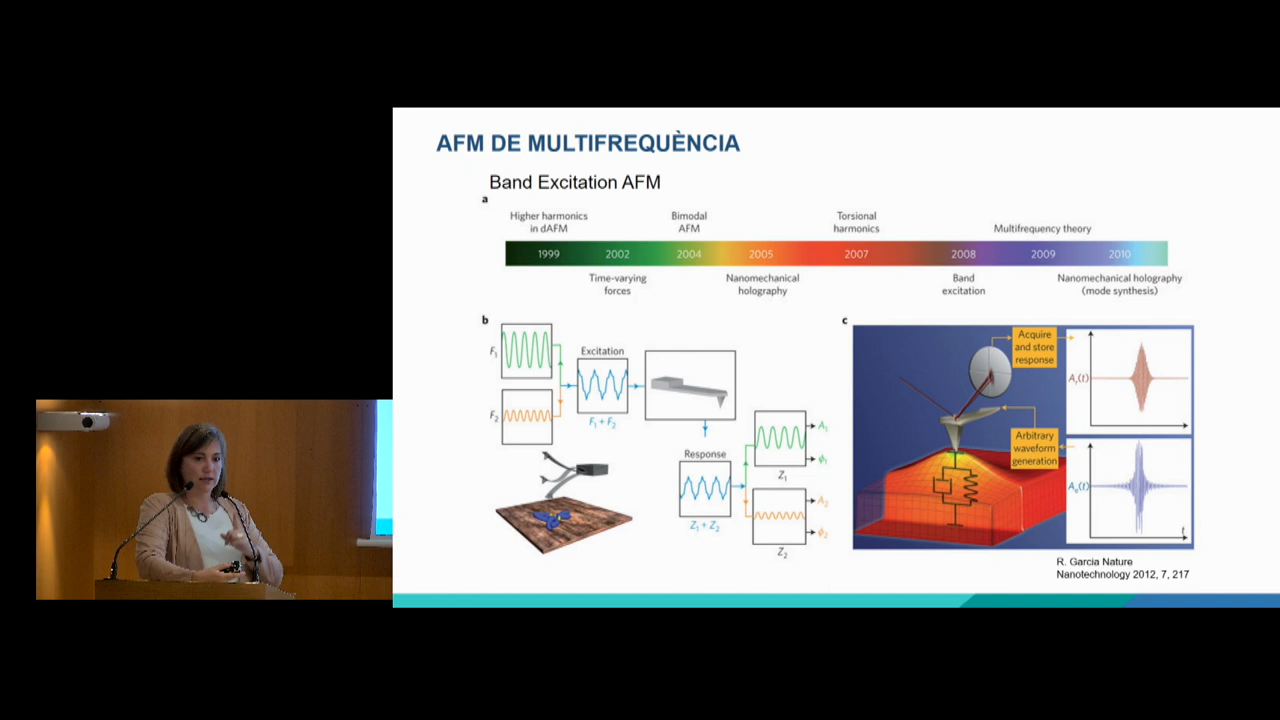 AFM DE MULTIFREQUÈNCIA
Band Excitation AFM
a
Higher harmonics
in dAFM
Bimodal
AFM
Torsional
harmonics
Multifrequency theory
1999 2002 2004 2005 2007 2008 2009 2010
Time-varying
forces
Nanomechanical
holography
Band
excitation
Nanomechanical holography
(mode synthesis)
b
F₁
Excitation
F₂
F₁ + F₂
Response
Z₁ + Z₂
A₁
ϕ₁
Z₁
A₂
ϕ₂
Z₂
c
Acquire
and store
response
Arbitrary
waveform
generation
Aᵣ(t)
t
R. Garcia Nature
Nanotechnology 2012, 7, 217